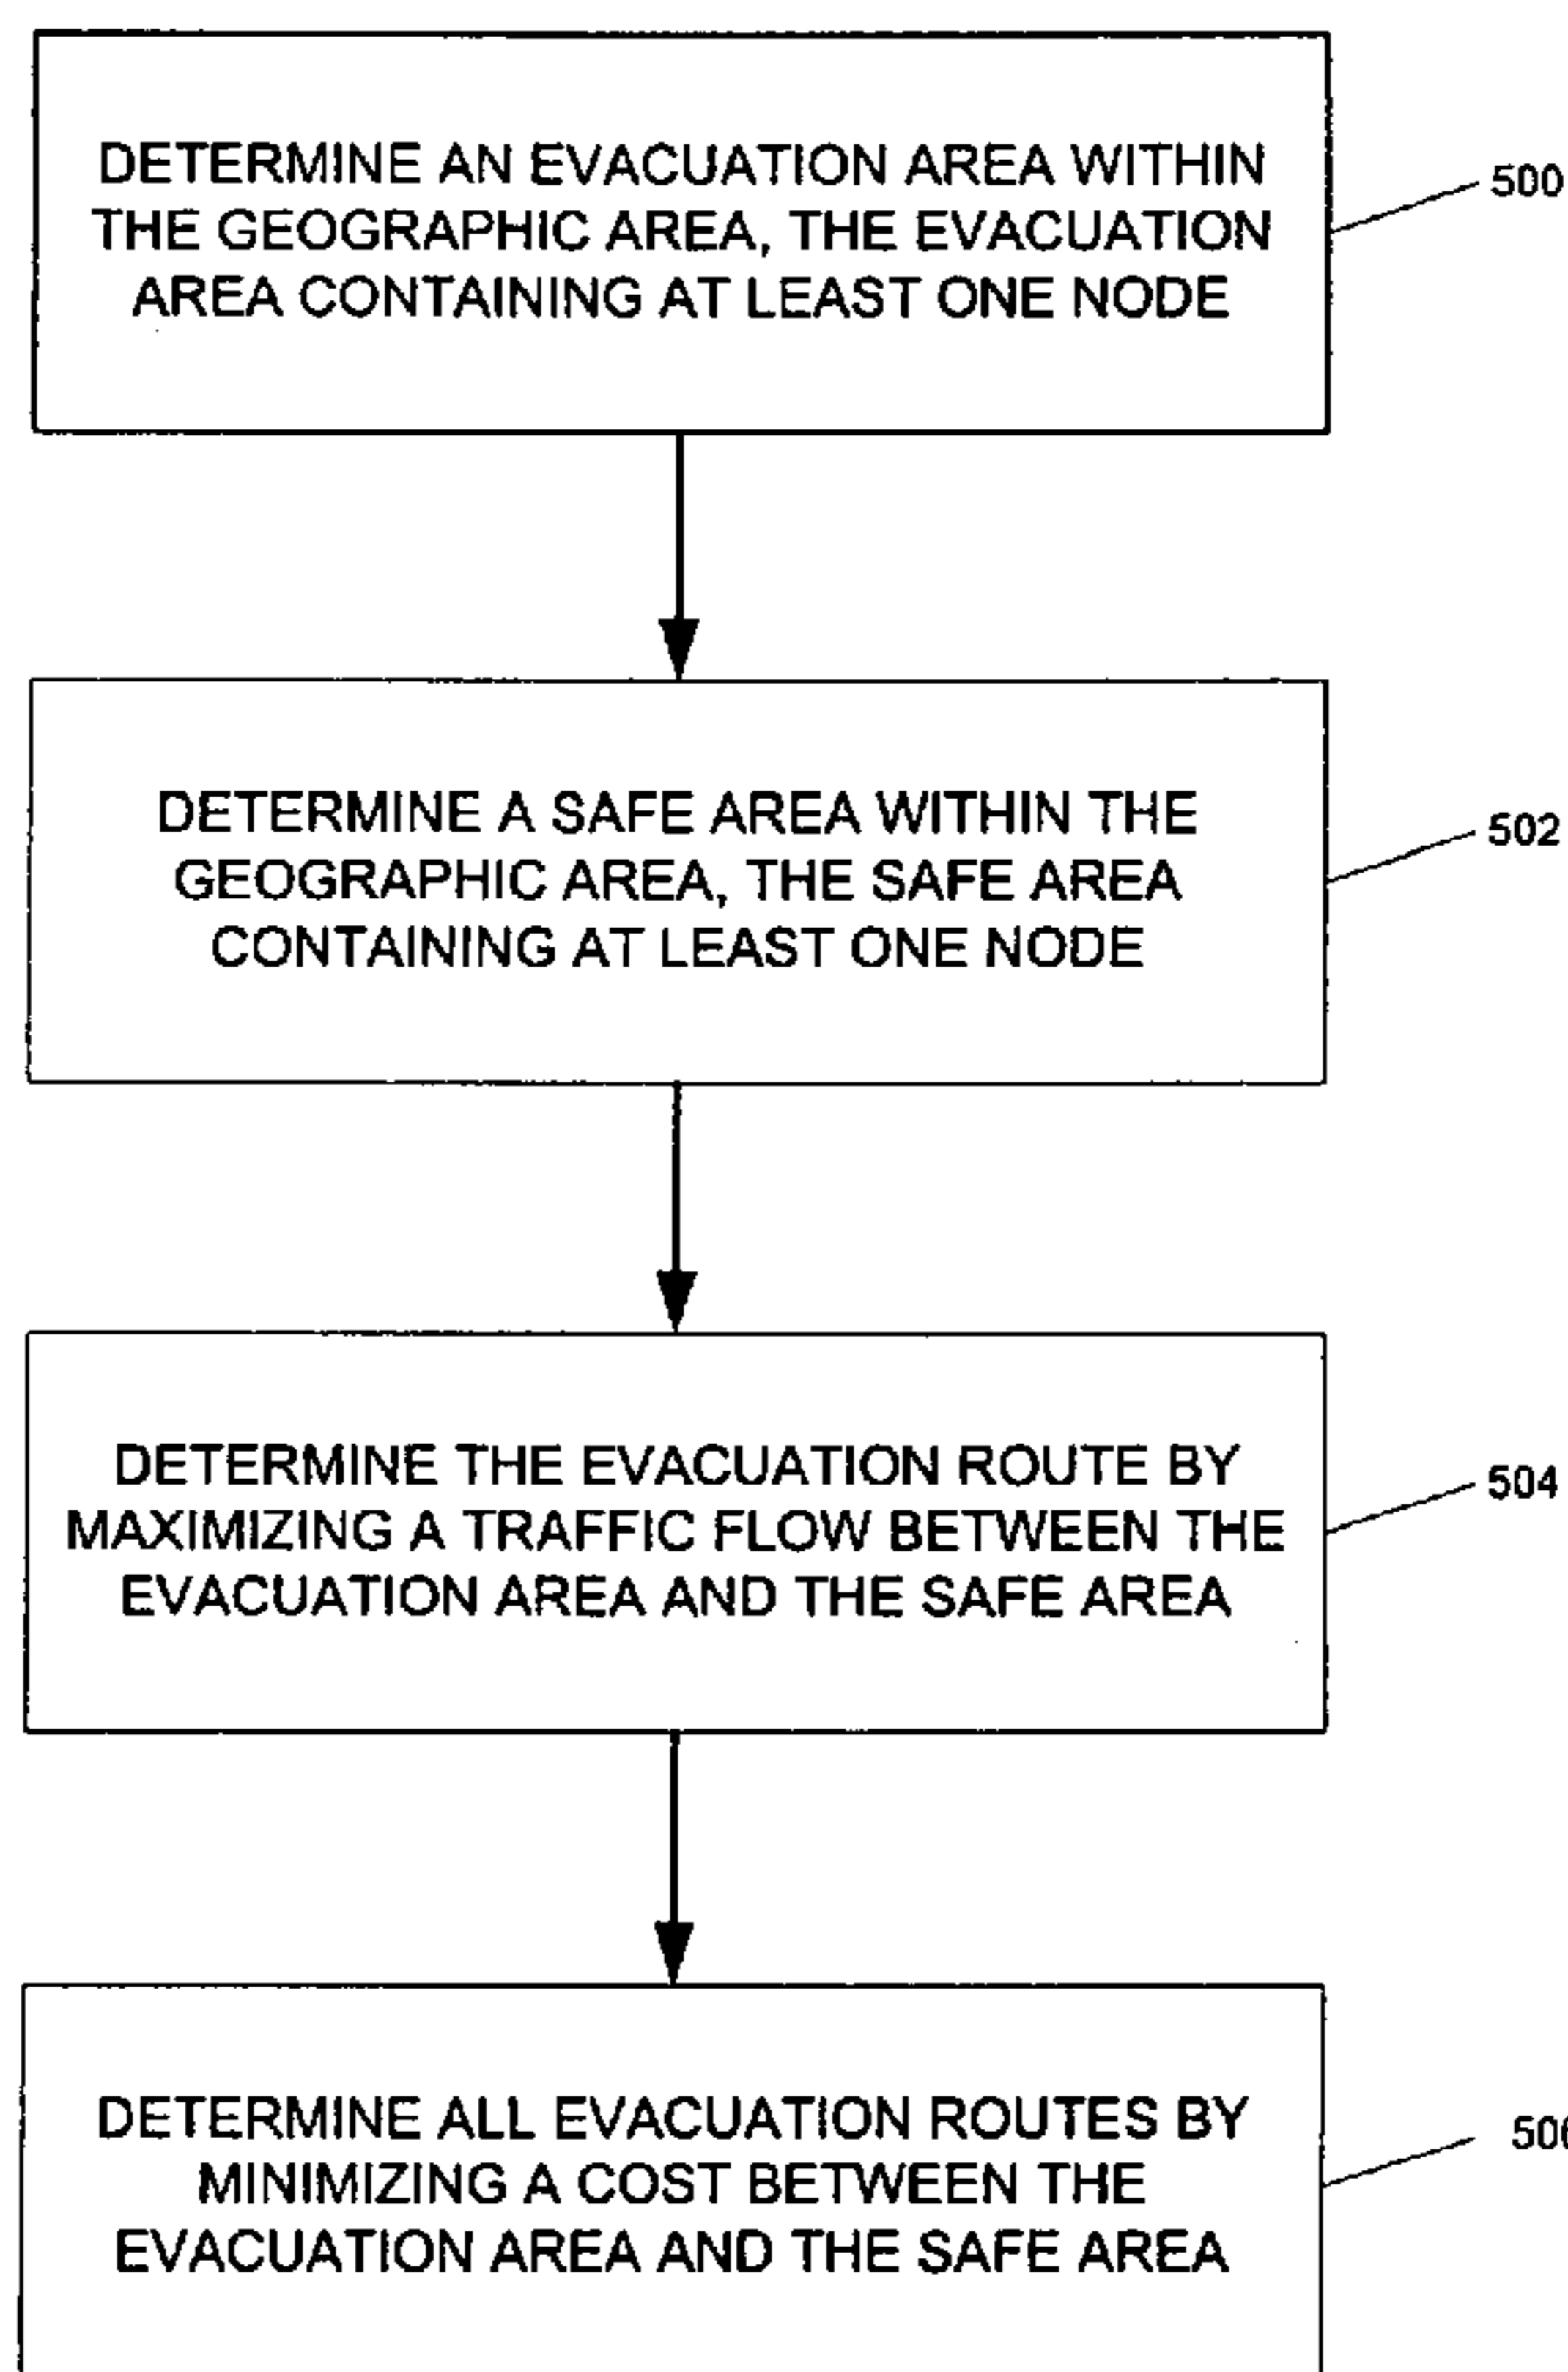 DETERMINE AN EVACUATION AREA WITHIN
THE GEOGRAPHIC AREA, THE EVACUATION
AREA CONTAINING AT LEAST ONE NODE
500
DETERMINE A SAFE AREA WITHIN THE
GEOGRAPHIC AREA, THE SAFE AREA
CONTAINING AT LEAST ONE NODE
502
DETERMINE THE EVACUATION ROUTE BY
MAXIMIZING A TRAFFIC FLOW BETWEEN THE
EVACUATION AREA AND THE SAFE AREA
504
DETERMINE ALL EVACUATION ROUTES BY
MINIMIZING A COST BETWEEN THE
EVACUATION AREA AND THE SAFE AREA